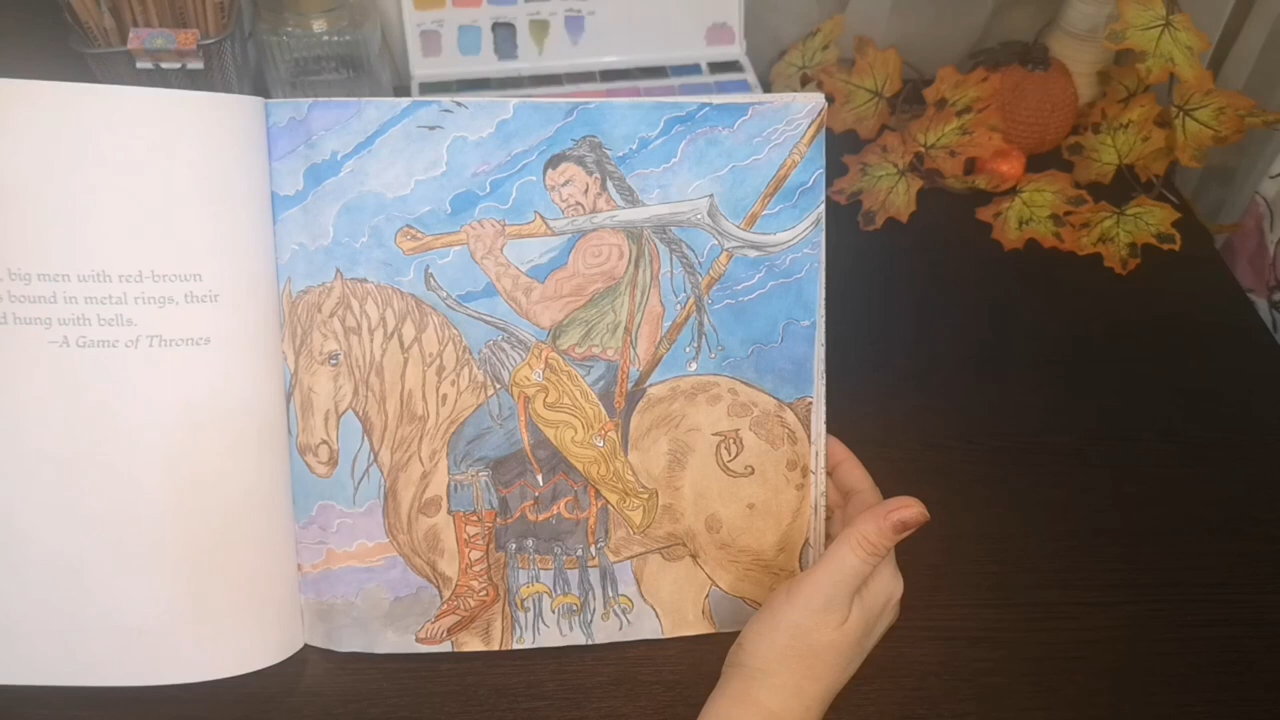 , big men with red-brown
s bound in metal rings, their
d hung with bells.
—A Game of Thrones